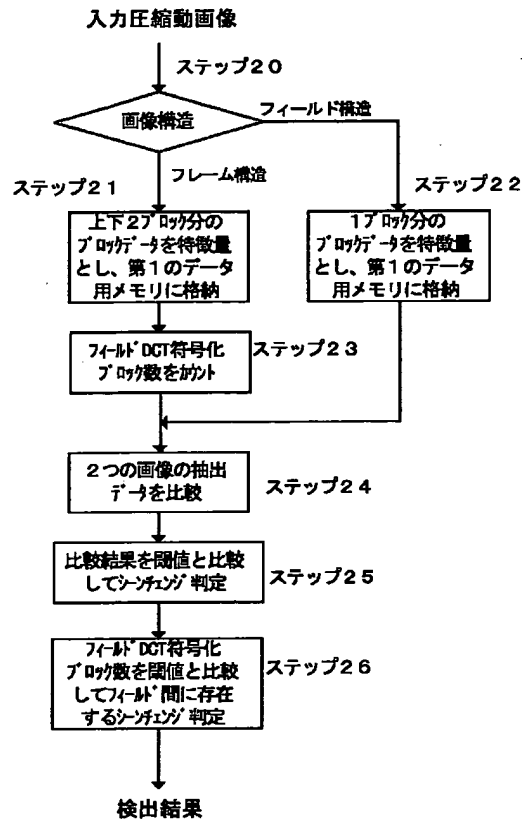 入力圧縮動画像
ステップ20
画像構造
フィールド構造
フレーム構造
ステップ21
ステップ22
上下2ブロック分の
ブロックデータを特徴量
とし、第1のデータ
用メモリに格納
1ブロック分の
ブロックデータを特徴量
とし、第1のデータ
用メモリに格納
フィールドDCT符号化
ブロック数をカウント
ステップ23
2つの画像の抽出
データを比較
ステップ24
比較結果を閾値と比較
してシーンチェンジ判定
ステップ25
フィールドDCT符号化
ブロック数を閾値と比較
してフィールド間に存在
するシーンチェンジ判定
ステップ26
検出結果